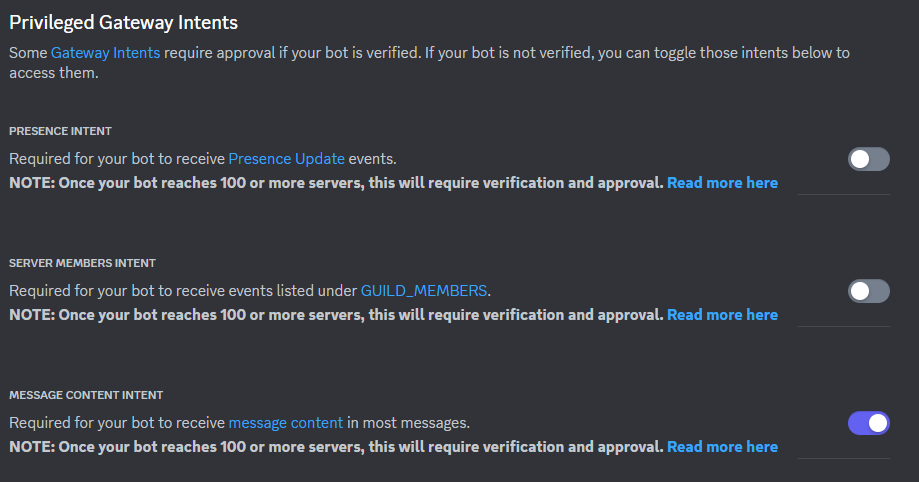 Privileged Gateway Intents
Some Gateway Intents require approval if your bot is verified. If your bot is not verified, you can toggle those intents below to
access them.
PRESENCE INTENT
Required for your bot to receive Presence Update events.
NOTE: Once your bot reaches 100 or more servers, this will require verification and approval. Read more here
SERVER MEMBERS INTENT
Required for your bot to receive events listed under GUILD_MEMBERS.
NOTE: Once your bot reaches 100 or more servers, this will require verification and approval. Read more here
MESSAGE CONTENT INTENT
Required for your bot to receive message content in most messages.
NOTE: Once your bot reaches 100 or more servers, this will require verification and approval. Read more here